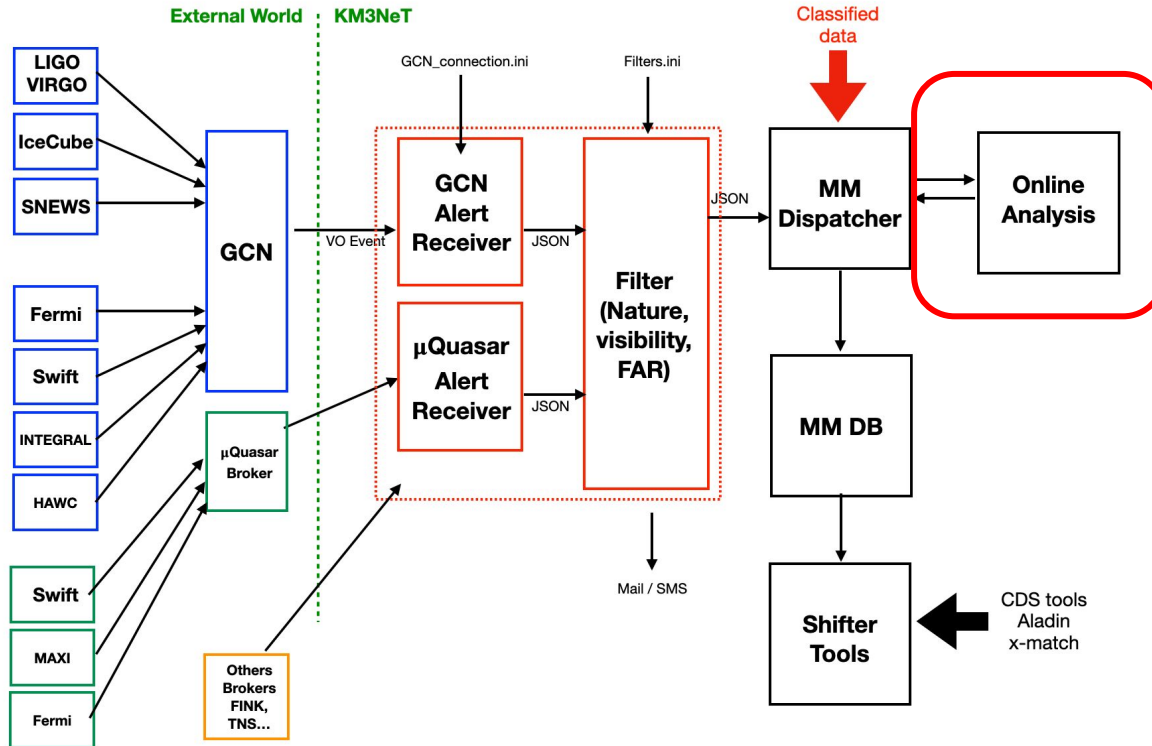 External World
KM3NeT
Classified
data
LIGO
VIRGO
GCN_connection.ini
Filters.ini
IceCube
SNEWS
GCN
VO Event
GCN
Alert
Receiver
JSON
Filter
(Nature,
visibility,
FAR)
JSON
MM
Dispatcher
Online
Analysis
Fermi
Swift
INTEGRAL
HAWC
μQuasar
Broker
μQuasar
Alert
Receiver
JSON
MM DB
Swift
MAXI
Fermi
Others
Brokers
FINK,
TNS...
Mail / SMS
Shifter
Tools
CDS tools
Aladin
x-match